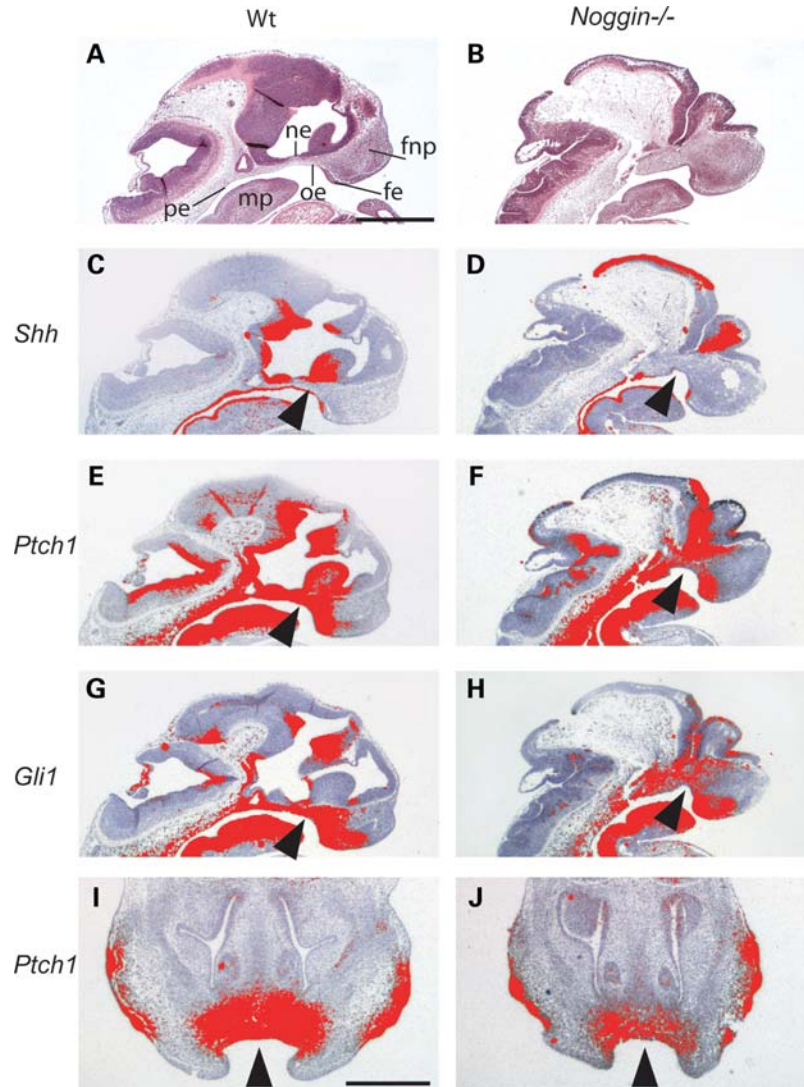 Wt Noggin-/-
A B
ne
fnp
pe mp oe fe
Shh C D
Ptch1 E F
Gli1 G H
Ptch1 I J